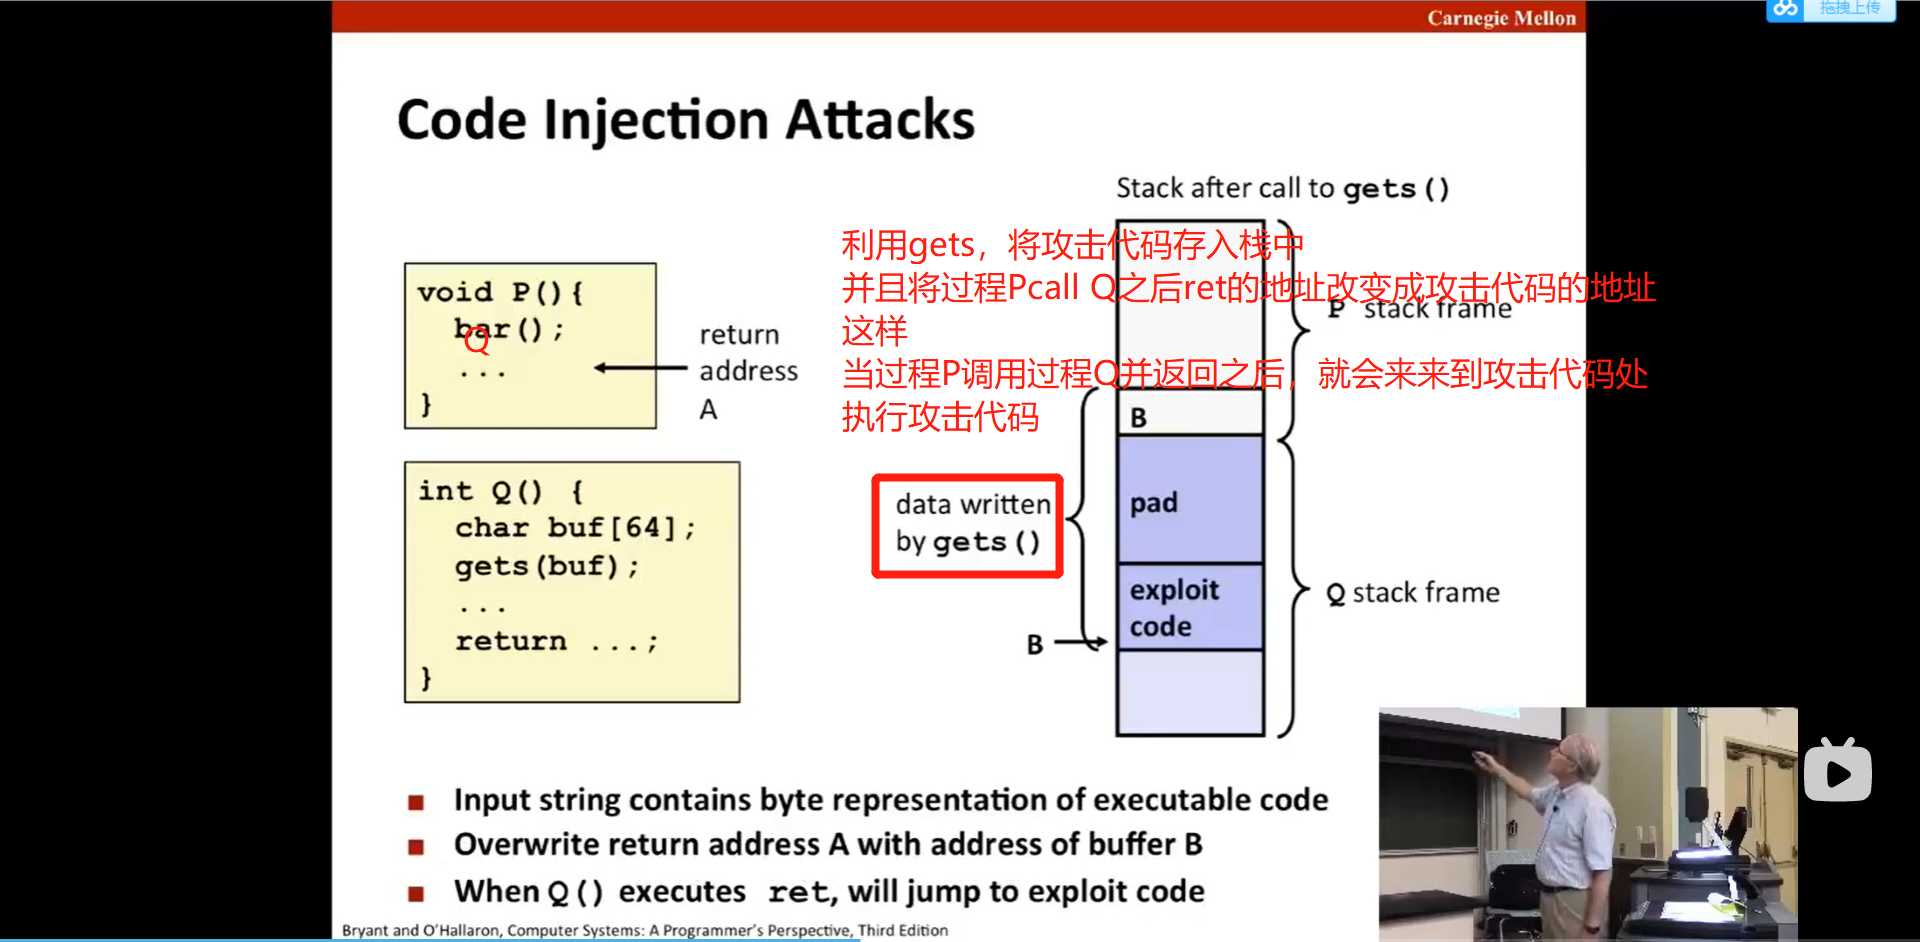 Carnegie Mellon
拖拽上传
Code Injection Attacks
Stack after call to gets()
利用gets，将攻击代码存入栈中
并且将过程Pcall Q之后ret的地址改变成攻击代码的地址
这样
当过程P调用过程Q并返回之后，就会来来到攻击代码处
执行攻击代码
void P(){
bar();
Q
...
}
return
address
A
P stack frame
B
int Q() {
char buf[64];
gets(buf);
...
return ...;
}
data written
by gets()
pad
exploit
code
B
Q stack frame
Input string contains byte representation of executable code
Overwrite return address A with address of buffer B
When Q() executes ret, will jump to exploit code
Bryant and O'Hallaron, Computer Systems: A Programmer's Perspective, Third Edition